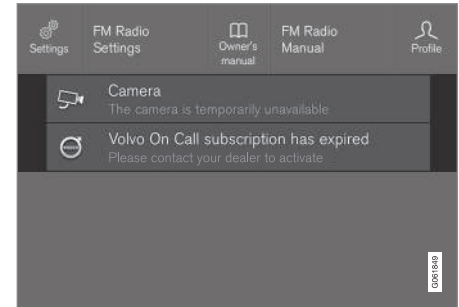 Settings
FM Radio
Settings
Owner's
manual
FM Radio
Manual
Profile
Camera
The camera is temporarily unavailable
Volvo On Call subscription has expired
Please contact your dealer to activate
G061849